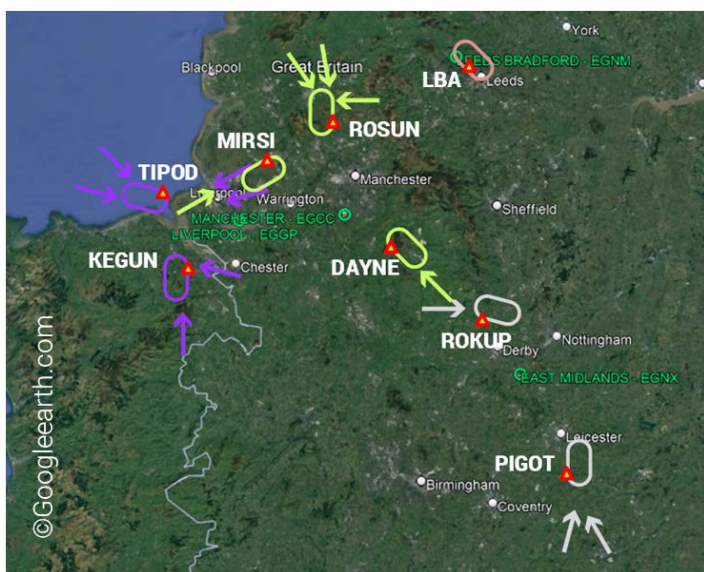 York
Blackpool
Great Britain
LEEDS BRADFORD - EGNM
LBA
Leeds
ROSUN
MIRSI
TIPOD
Liverpool
Warrington
Manchester
MANCHESTER - EGCC
LIVERPOOL - EGGP
Sheffield
KEGUN
Chester
DAYNE
ROKUP
Derby
Nottingham
EAST MIDLANDS - EGNX
Leicester
PIGOT
Birmingham
Coventry
©Googleearth.com